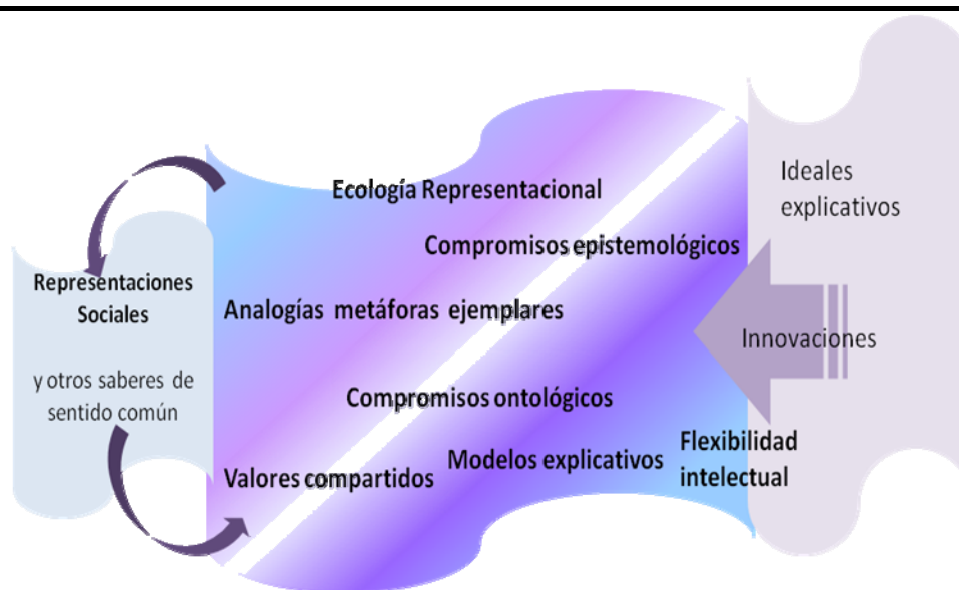 Ecología Representacional
Compromisos epistemológicos
Analogías metáforas ejemplares
Compromisos ontológicos
Modelos explicativos
Valores compartidos
Flexibilidad
intelectual
Representaciones
Sociales
y otros saberes de
sentido común
Ideales
explicativos
Innovaciones